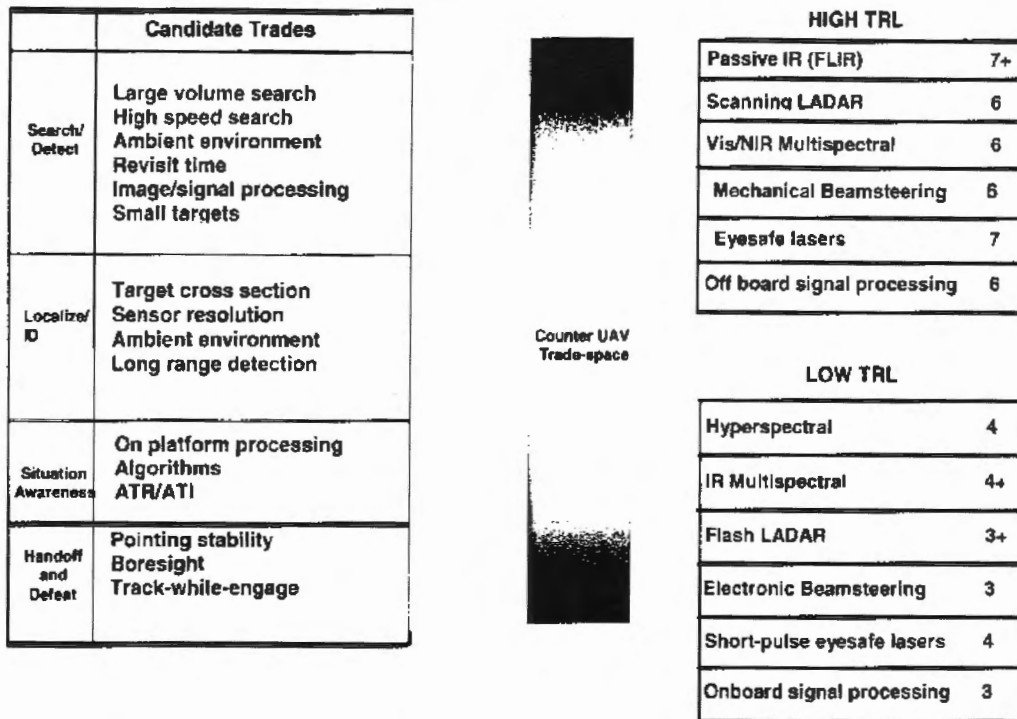 Candidate Trades
Search/
Detect
Large volume search
High speed search
Ambient environment
Revisit time
Image/signal processing
Small targets
Localize/
ID
Target cross section
Sensor resolution
Ambient environment
Long range detection
Situation
Awareness
On platform processing
Algorithms
ATR/ATI
Handoff
and
Defeat
Pointing stability
Boresight
Track-while-engage
Counter UAV
Trade-space
HIGH TRL
Passive IR (FLIR) 7+
Scanning LADAR 6
Vis/NIR Multispectral 6
Mechanical Beamsteering 6
Eyesafe lasers 7
Off board signal processing 6
LOW TRL
Hyperspectral 4
IR Multispectral 4+
Flash LADAR 3+
Electronic Beamsteering 3
Short-pulse eyesafe lasers 4
Onboard signal processing 3